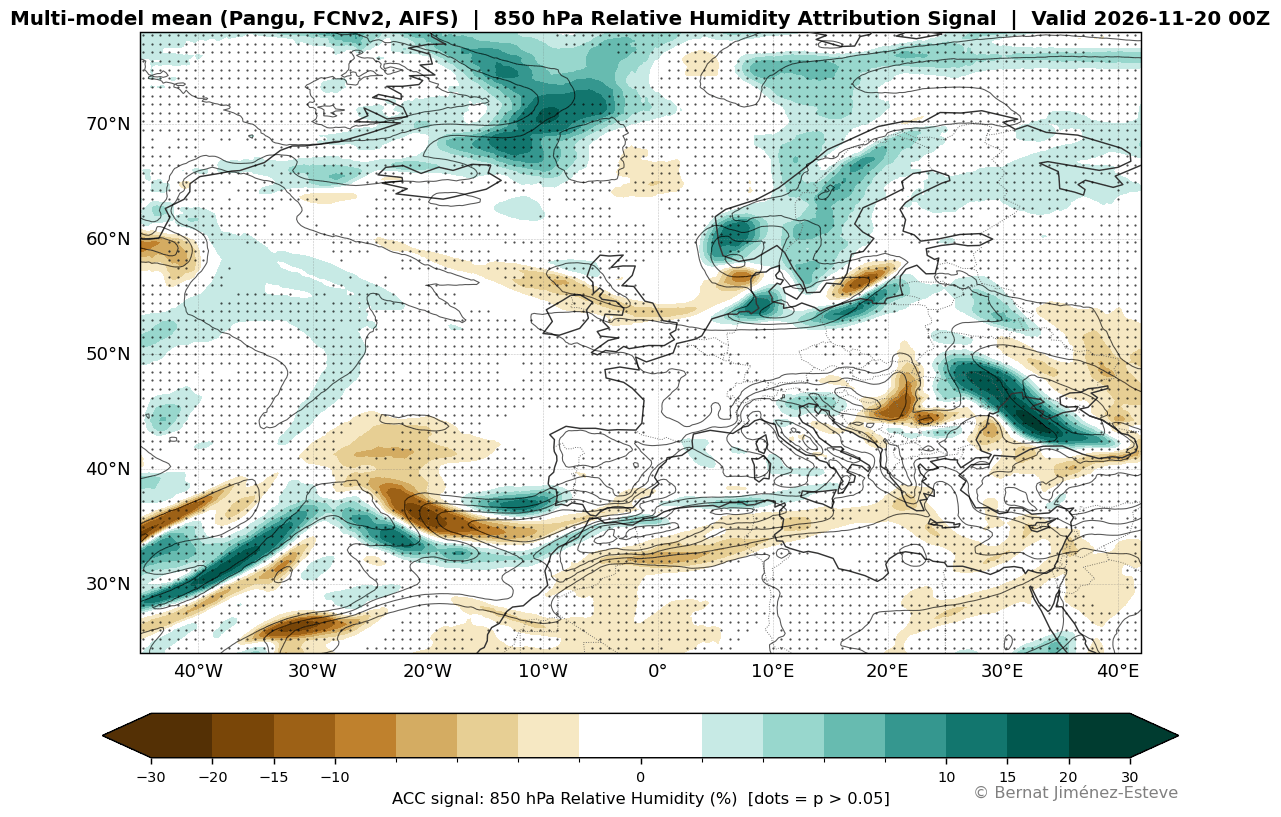 Multi-model mean (Pangu, FCNv2, AIFS)  |  850 hPa Relative Humidity Attribution Signal  |  Valid 2026-11-20 00Z
70°N
60°N
50°N
40°N
30°N
40°W 30°W 20°W 10°W 0° 10°E 20°E 30°E 40°E
−30 −20 −15 −10 0 10 15 20 30
ACC signal: 850 hPa Relative Humidity (%)  [dots = p > 0.05]
© Bernat Jiménez-Esteve